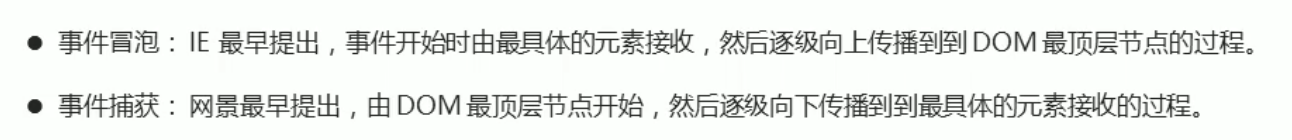 ● 事件冒泡： IE 最早提出，事件开始时由最具体的元素接收，然后逐级向上传播到到 DOM 最顶层节点的过程。
● 事件捕获： 网景最早提出，由 DOM 最顶层节点开始，然后逐级向下传播到到最具体的元素接收的过程。